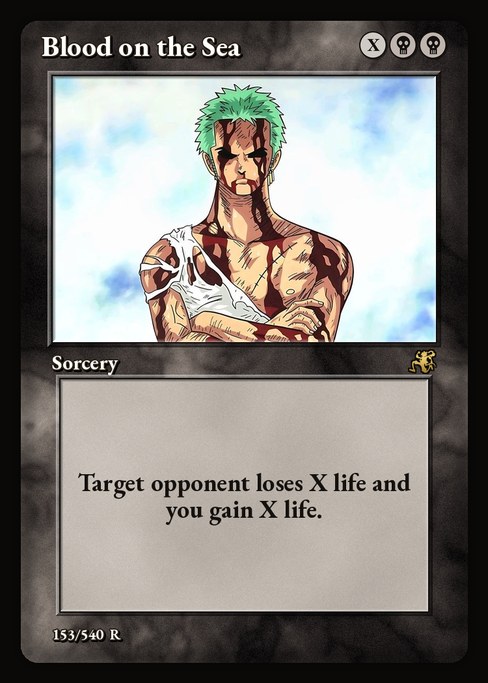 Blood on the Sea X
Sorcery
Target opponent loses X life and
you gain X life.
153/540 R